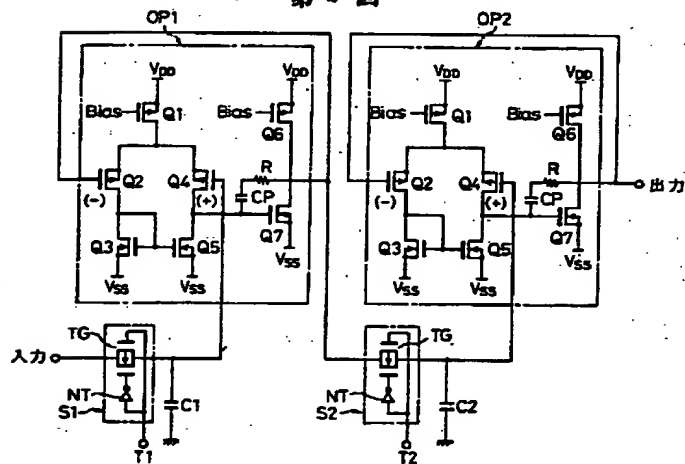 OP1 OP2
VDD VDD VDD VDD
Bias Q1 Bias Q6 Bias Q1 Bias Q6
Q2 Q4 R Q2 Q4 R 出力
(-) (+) CP (-) (+) CP
Q3 Q5 Q7 Q3 Q5 Q7
VSS VSS VSS VSS VSS VSS
入力 TG TG
NT C1 NT C2
S1 S2
T1 T2